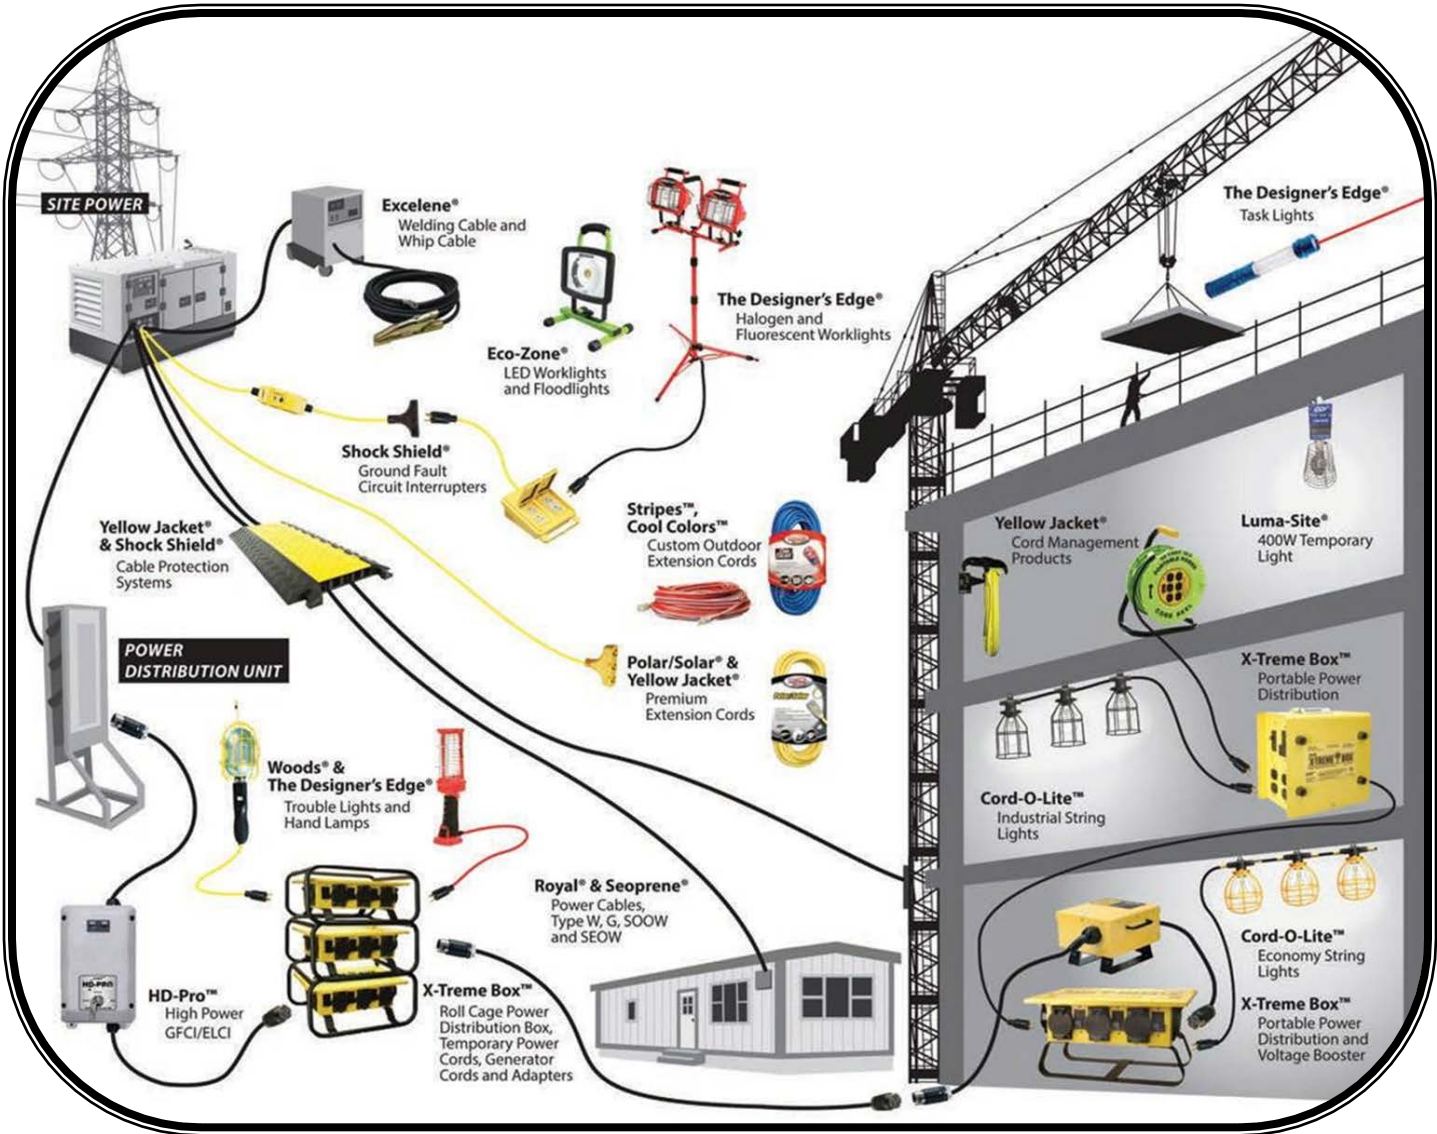 SITE POWER
Excelene®
Welding Cable and
Whip Cable
The Designer's Edge®
Task Lights
The Designer's Edge®
Halogen and
Fluorescent Worklights
Eco-Zone®
LED Worklights
and Floodlights
Shock Shield®
Ground Fault
Circuit Interrupters
Yellow Jacket®
& Shock Shield®
Cable Protection
Systems
Stripes™,
Cool Colors™
Custom Outdoor
Extension Cords
Yellow Jacket®
Cord Management
Products
Luma-Site®
400W Temporary
Light
POWER
DISTRIBUTION UNIT
Polar/Solar® &
Yellow Jacket®
Premium
Extension Cords
Polar/Solar
X-Treme Box™
Portable Power
Distribution
X-TREME BOX
Woods® &
The Designer's Edge®
Trouble Lights and
Hand Lamps
Cord-O-Lite™
Industrial String
Lights
Royal® & Seoprene®
Power Cables,
Type W, G, SOOW
and SEOW
Cord-O-Lite™
Economy String
Lights
HD-PRO
HD-Pro™
High Power
GFCI/ELCI
X-Treme Box™
Roll Cage Power
Distribution Box,
Temporary Power
Cords, Generator
Cords and Adapters
X-Treme Box™
Portable Power
Distribution and
Voltage Booster